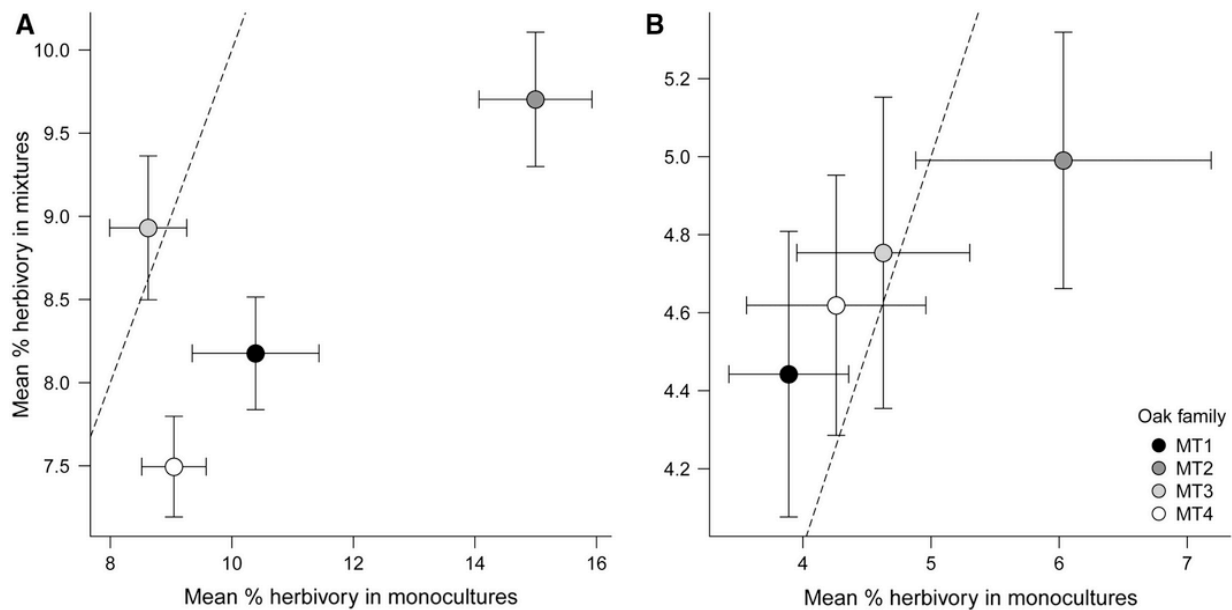 A
10.0
9.5
9.0
8.5
8.0
7.5
8 10 12 14 16
Mean % herbivory in mixtures
Mean % herbivory in monocultures
B
5.2
5.0
4.8
4.6
4.4
4.2
4 5 6 7
Mean % herbivory in monocultures
Oak family
MT1
MT2
MT3
MT4